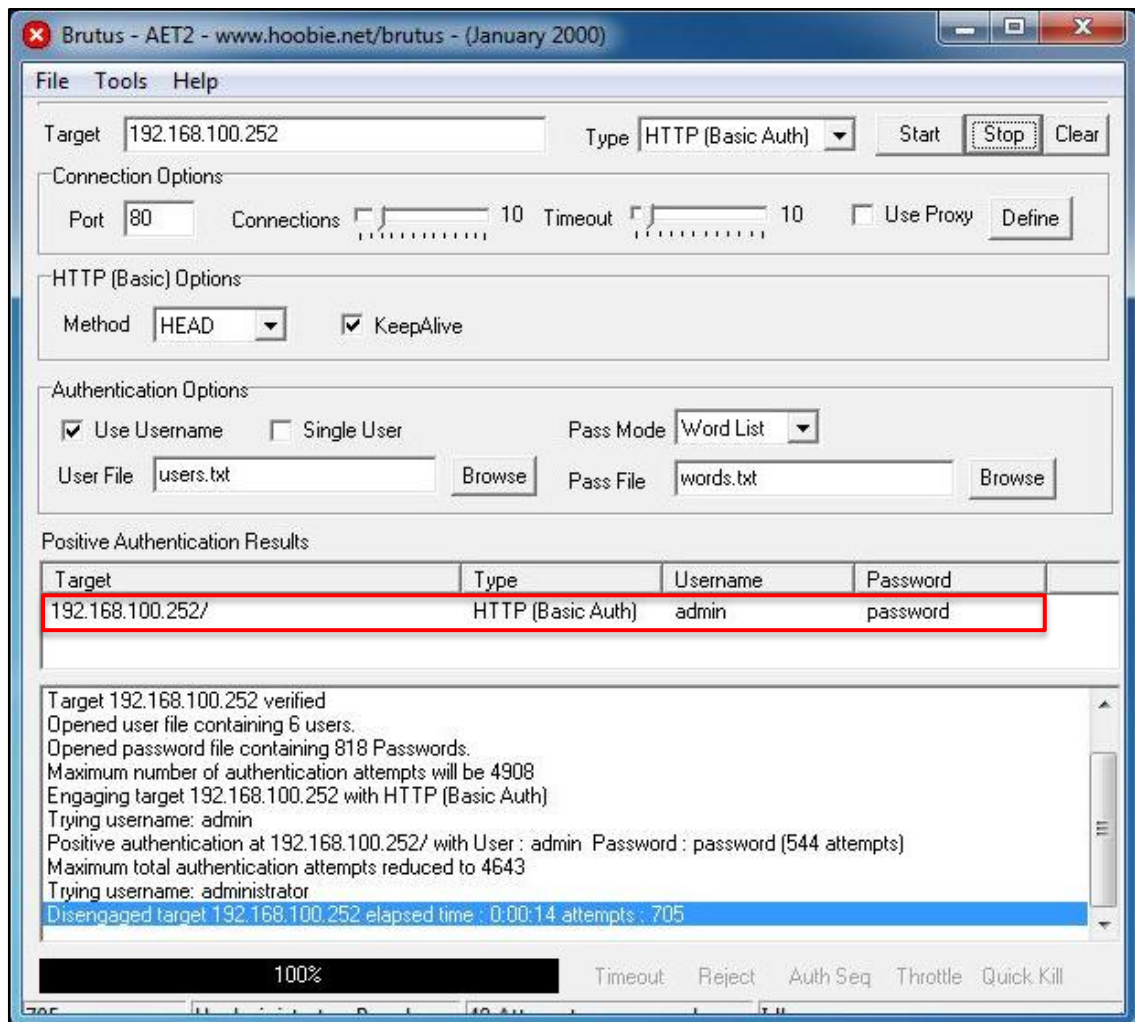 Brutus - AET2 - www.hoobie.net/brutus - (January 2000)
File Tools Help
Target 192.168.100.252 Type HTTP (Basic Auth) Start Stop Clear
Connection Options
Port 80 Connections 10 Timeout 10 Use Proxy Define
HTTP (Basic) Options
Method HEAD KeepAlive
Authentication Options
Use Username Single User Pass Mode Word List
User File users.txt Browse Pass File words.txt Browse
Positive Authentication Results
Target Type Username Password
192.168.100.252/ HTTP (Basic Auth) admin password
Target 192.168.100.252 verified
Opened user file containing 6 users.
Opened password file containing 818 Passwords.
Maximum number of authentication attempts will be 4908
Engaging target 192.168.100.252 with HTTP (Basic Auth)
Trying username: admin
Positive authentication at 192.168.100.252/ with User : admin Password : password (544 attempts)
Maximum total authentication attempts reduced to 4643
Trying username: administrator
Disengaged target 192.168.100.252 elapsed time : 0:00:14 attempts : 705
100% Timeout Reject Auth Seq Throttle Quick Kill